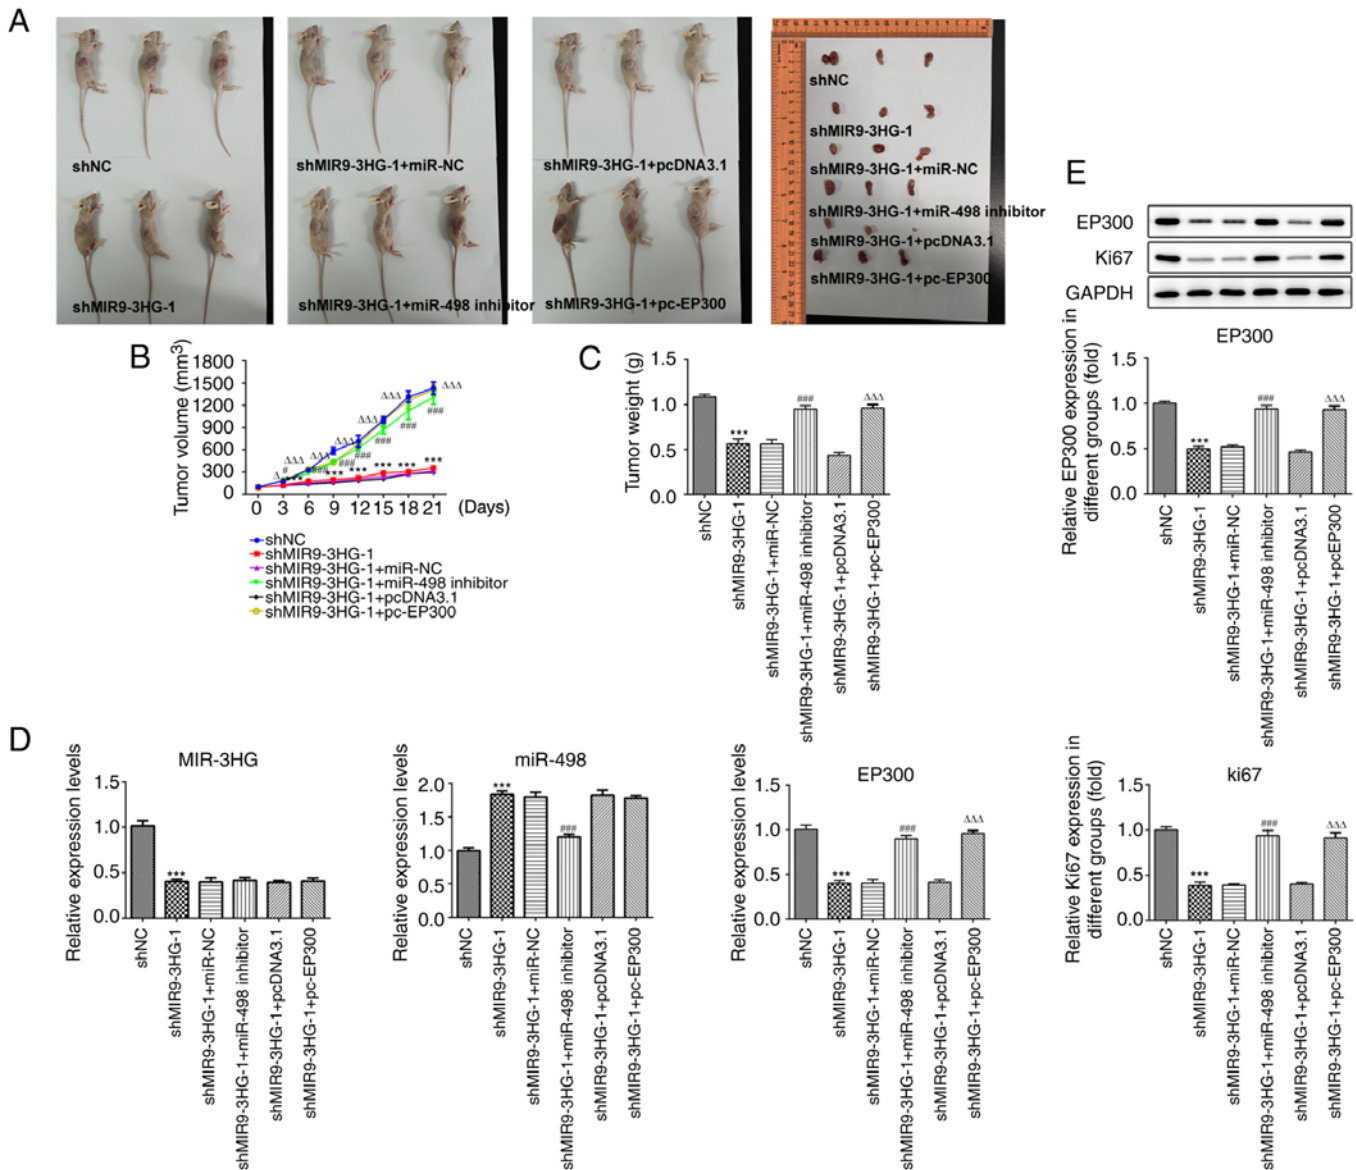 A
shNC
shMIR9-3HG-1
shMIR9-3HG-1+miR-NC
shMIR9-3HG-1+miR-498 inhibitor
shMIR9-3HG-1+pcDNA3.1
shMIR9-3HG-1+pc-EP300
shNC
shMIR9-3HG-1
shMIR9-3HG-1+miR-NC
shMIR9-3HG-1+miR-498 inhibitor
shMIR9-3HG-1+pcDNA3.1
shMIR9-3HG-1+pc-EP300
B
Tumor volume (mm³)
1800
1500
1200
900
600
300
0
0 3 6 9 12 15 18 21 (Days)
ΔΔΔ ΔΔΔ ΔΔΔ ΔΔΔ ΔΔΔ
# ### ### ### ### ###
*** *** *** *** *** ***
shNC
shMIR9-3HG-1
shMIR9-3HG-1+miR-NC
shMIR9-3HG-1+miR-498 inhibitor
shMIR9-3HG-1+pcDNA3.1
shMIR9-3HG-1+pc-EP300
C
Tumor weight (g)
1.5
1.0
0.5
0.0
*** ### ΔΔΔ
shNC
shMIR9-3HG-1
shMIR9-3HG-1+miR-NC
shMIR9-3HG-1+miR-498 inhibitor
shMIR9-3HG-1+pcDNA3.1
shMIR9-3HG-1+pc-EP300
D
MIR-3HG
Relative expression levels
1.5
1.0
0.5
0.0
***
shNC
shMIR9-3HG-1
shMIR9-3HG-1+miR-NC
shMIR9-3HG-1+miR-498 inhibitor
shMIR9-3HG-1+pcDNA3.1
shMIR9-3HG-1+pc-EP300
miR-498
Relative expression levels
2.0
1.5
1.0
0.5
0.0
*** ###
shNC
shMIR9-3HG-1
shMIR9-3HG-1+miR-NC
shMIR9-3HG-1+miR-498 inhibitor
shMIR9-3HG-1+pcDNA3.1
shMIR9-3HG-1+pc-EP300
EP300
Relative expression levels
1.5
1.0
0.5
0.0
*** ### ΔΔΔ
shNC
shMIR9-3HG-1
shMIR9-3HG-1+miR-NC
shMIR9-3HG-1+miR-498 inhibitor
shMIR9-3HG-1+pcDNA3.1
shMIR9-3HG-1+pc-EP300
E
EP300
Ki67
GAPDH
EP300
Relative EP300 expression in
different groups (fold)
1.5
1.0
0.5
0.0
*** ### ΔΔΔ
shNC
shMIR9-3HG-1
shMIR9-3HG-1+miR-NC
shMIR9-3HG-1+miR-498 inhibitor
shMIR9-3HG-1+pcDNA3.1
shMIR9-3HG-1+pcEP300
ki67
Relative Ki67 expression in
different groups (fold)
1.5
1.0
0.5
0.0
*** ### ΔΔΔ
shNC
shMIR9-3HG-1
shMIR9-3HG-1+miR-NC
shMIR9-3HG-1+miR-498 inhibitor
shMIR9-3HG-1+pcDNA3.1
shMIR9-3HG-1+pc-EP300